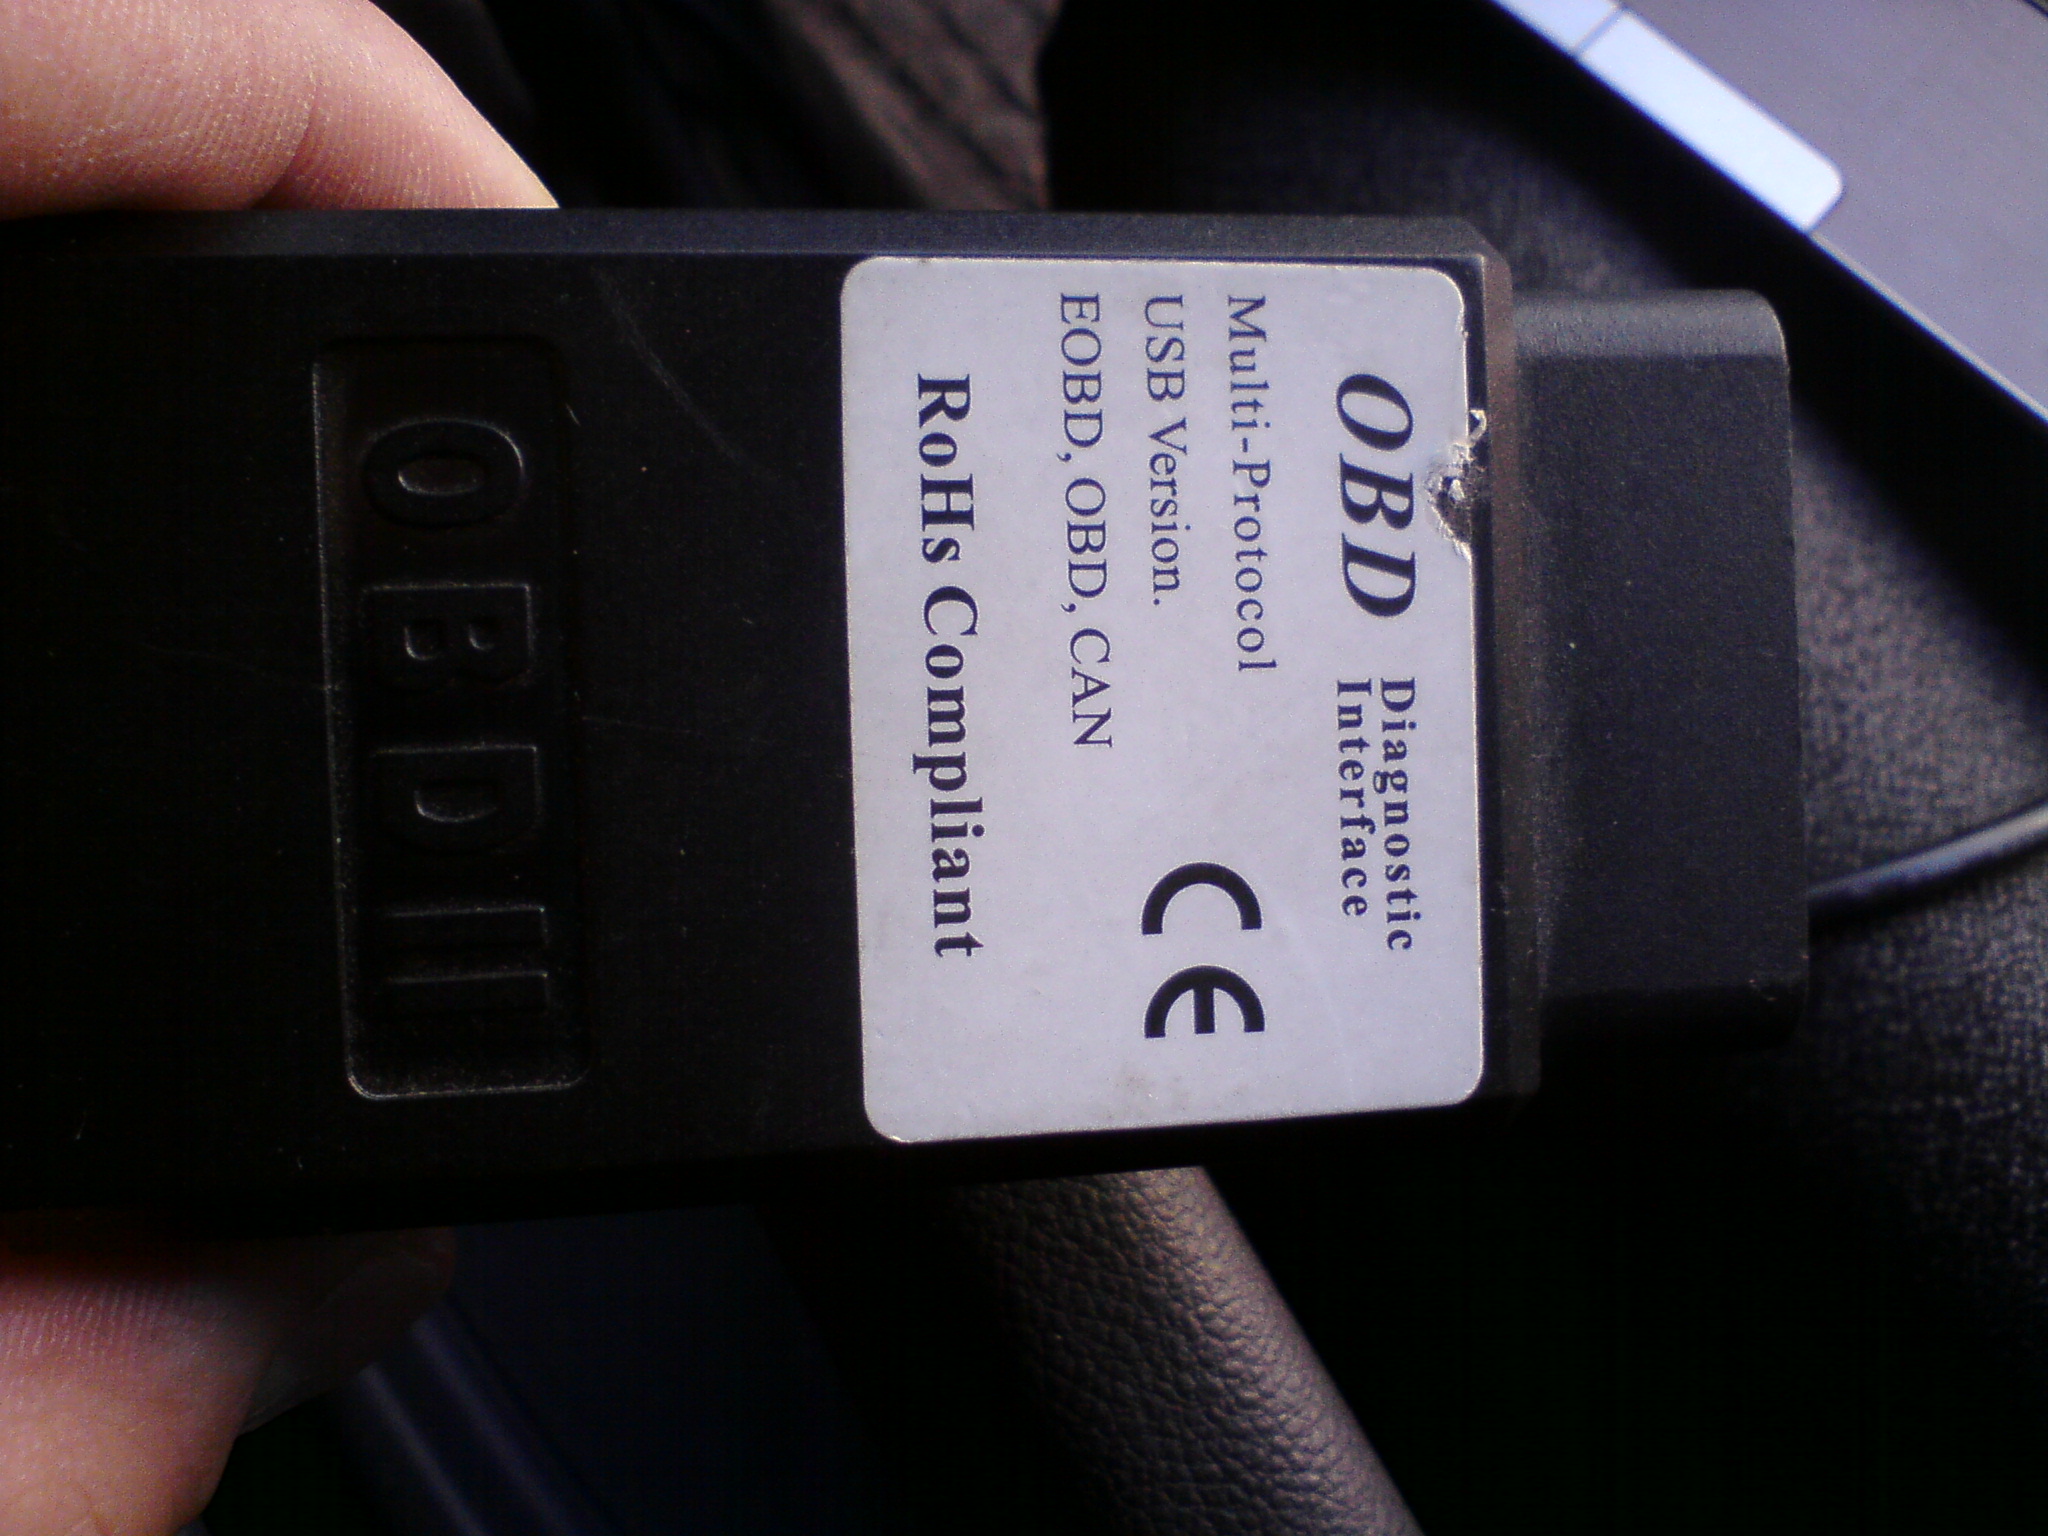 OBD Diagnostic
Interface
Multi-Protocol
USB Version.
EOBD, OBD, CAN
CE
RoHs Compliant
OBDII